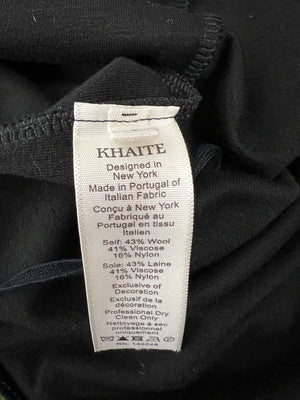 KHAITE
Designed in
New York
Made in Portugal of
Italian Fabric
Conçu à New York
Fabriqué au
Portugal en tissu
Italien
Self: 43% Wool
41% Viscose
16% Nylon
Soie: 43% Laine
41% Viscose
16% Nylon
Exclusive of
Decoration
Exclusif de la
décoration
Professional Dry
Clean Only
Nettoyage à sec
professionnel
uniquement